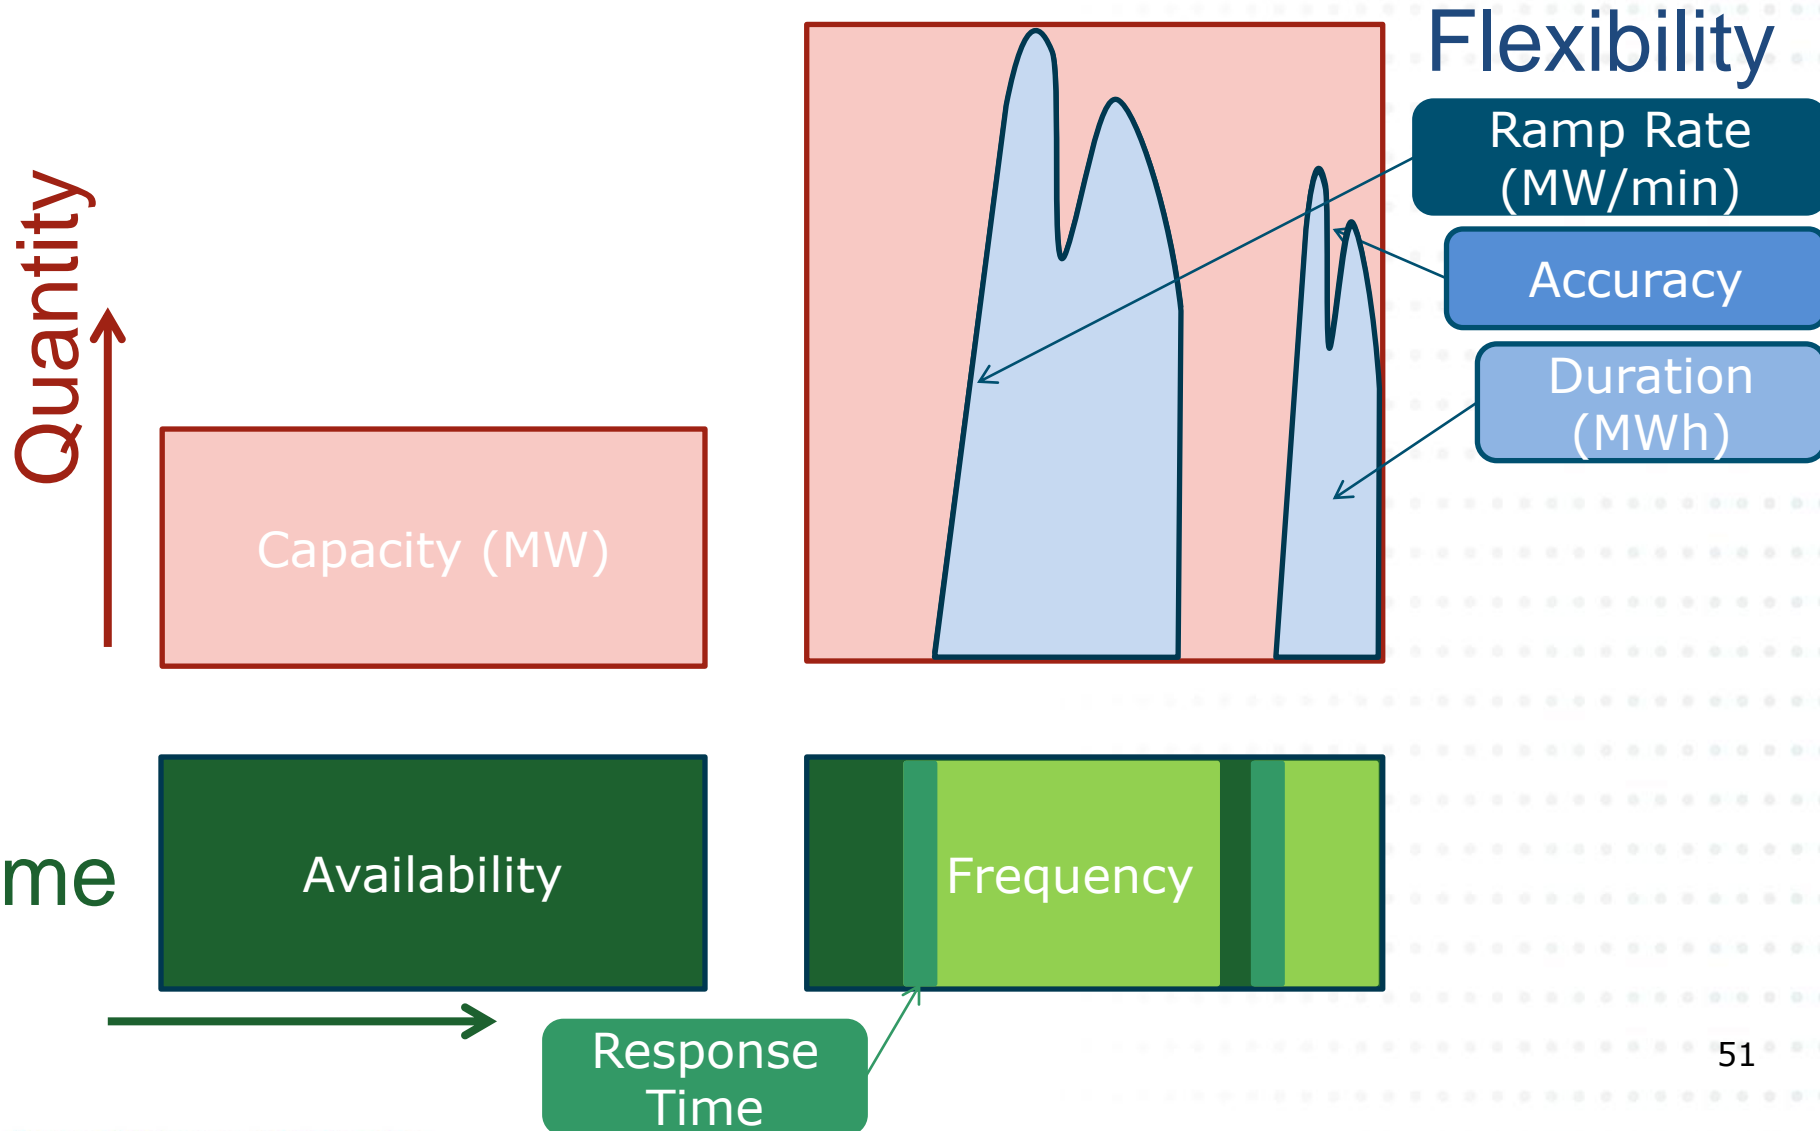 Flexibility
Ramp Rate
(MW/min)
Accuracy
Duration
(MWh)
Quantity
Capacity (MW)
me
Availability
Frequency
Response
Time
51